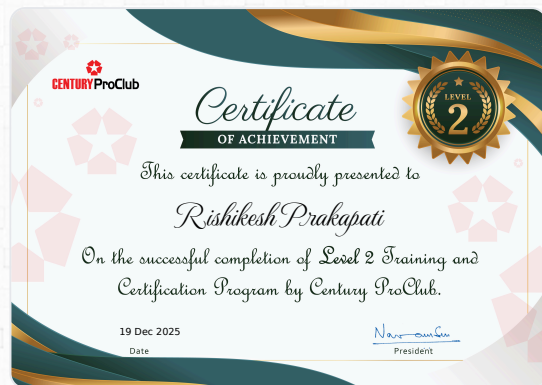 CENTURY ProClub
LEVEL
2
Certificate
OF ACHIEVEMENT
This certificate is proudly presented to
Rishikesh Prakapati
On the successful completion of Level 2 Training and
Certification Program by Century ProClub.
19 Dec 2025
Date
President